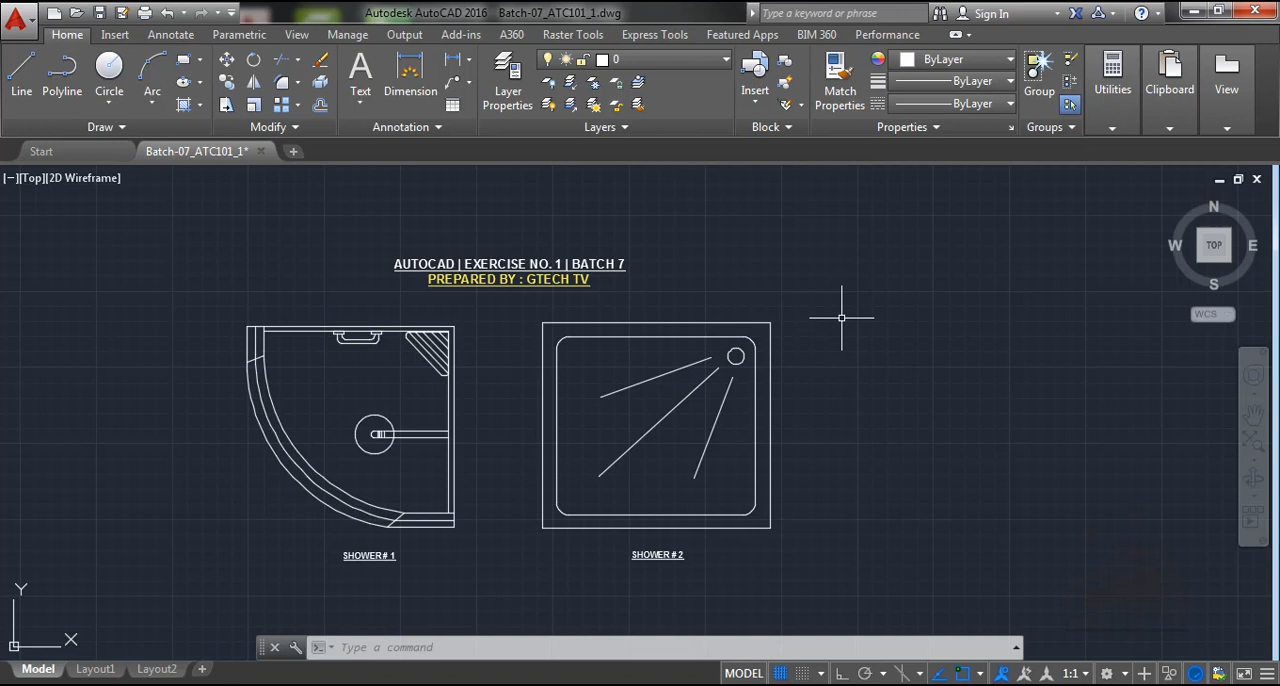 Autodesk AutoCAD 2016 Batch-07_ATC101_1.dwg
Type a keyword or phrase
Sign In
Home Insert Annotate Parametric View Manage Output Add-ins A360 Raster Tools Express Tools Featured Apps BIM 360 Performance
0
ByLayer
ByLayer
ByLayer
Line Polyline Circle Arc Text Dimension Layer Properties Insert Match Properties Group Utilities Clipboard View
Draw Modify Annotation Layers Block Properties Groups
Start Batch-07_ATC101_1*
[−][Top][2D Wireframe]
N
W TOP E
S
WCS
AUTOCAD | EXERCISE NO. 1 | BATCH 7
PREPARED BY : GTECH TV
SHOWER# 1 SHOWER # 2
Y
X
Type a command
Model Layout1 Layout2
MODEL 1:1